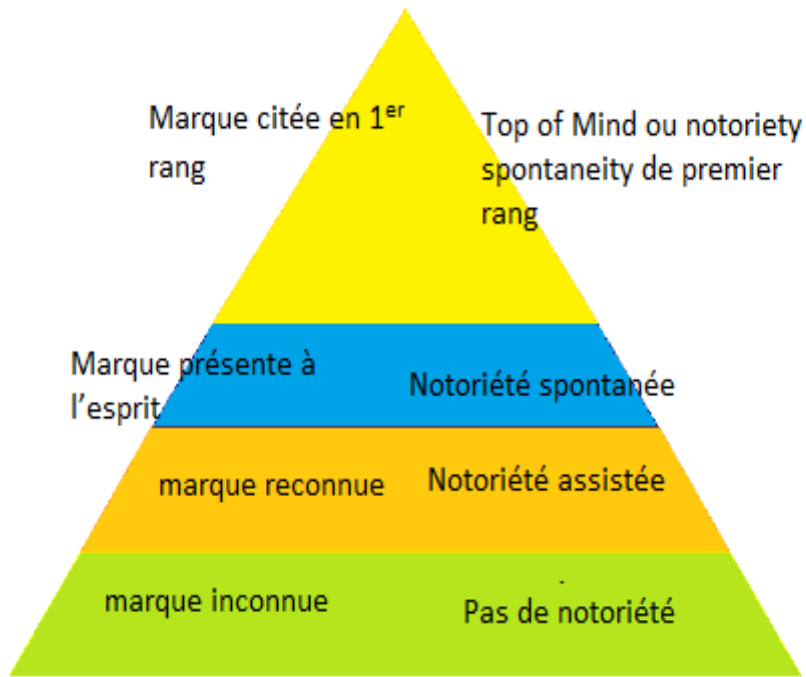 Marque citée en 1er
rang
Top of Mind ou notoriety
spontaneity de premier
rang
Marque présente à
l'esprit
Notoriété spontanée
marque reconnue
Notoriété assistée
marque inconnue
Pas de notoriété